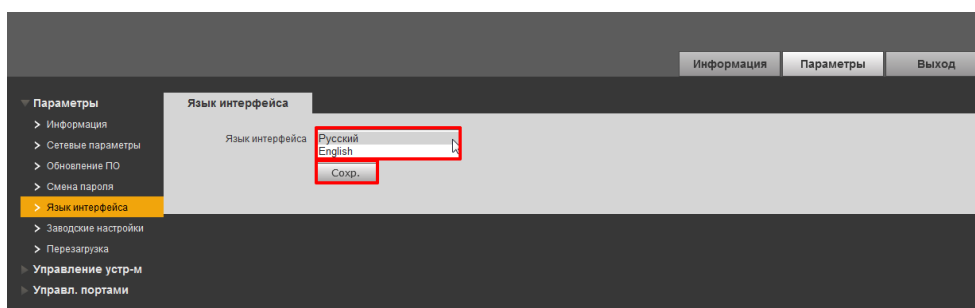 Информация Параметры Выход
Параметры
Информация
Сетевые параметры
Обновление ПО
Смена пароля
Язык интерфейса
Заводские настройки
Перезагрузка
Управление устр-м
Управл. портами
Язык интерфейса
Язык интерфейса Русский
English
Сохр.